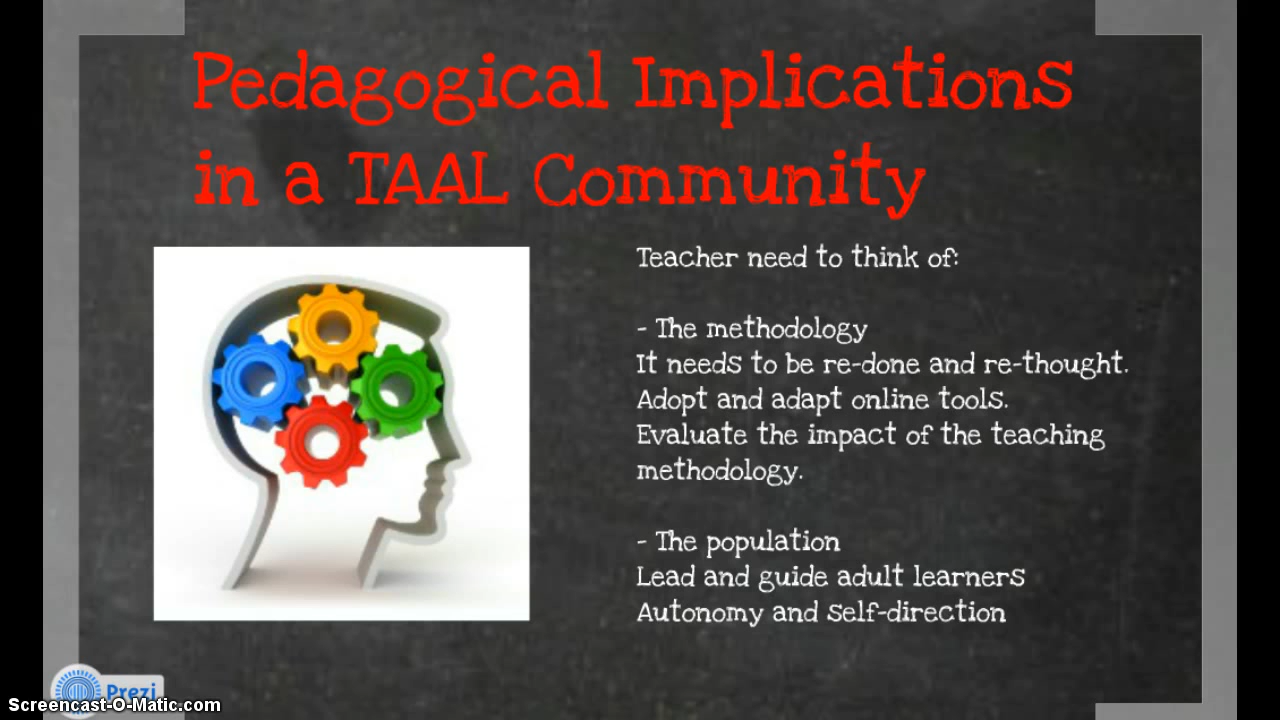 Pedagogical Implications
in a TAAL Community
Teacher need to think of:
- The methodology
It needs to be re-done and re-thought.
Adopt and adapt online tools.
Evaluate the impact of the teaching
methodology.
- The population
Lead and guide adult learners
Autonomy and self-direction
Prezi
Screencast-O-Matic.com